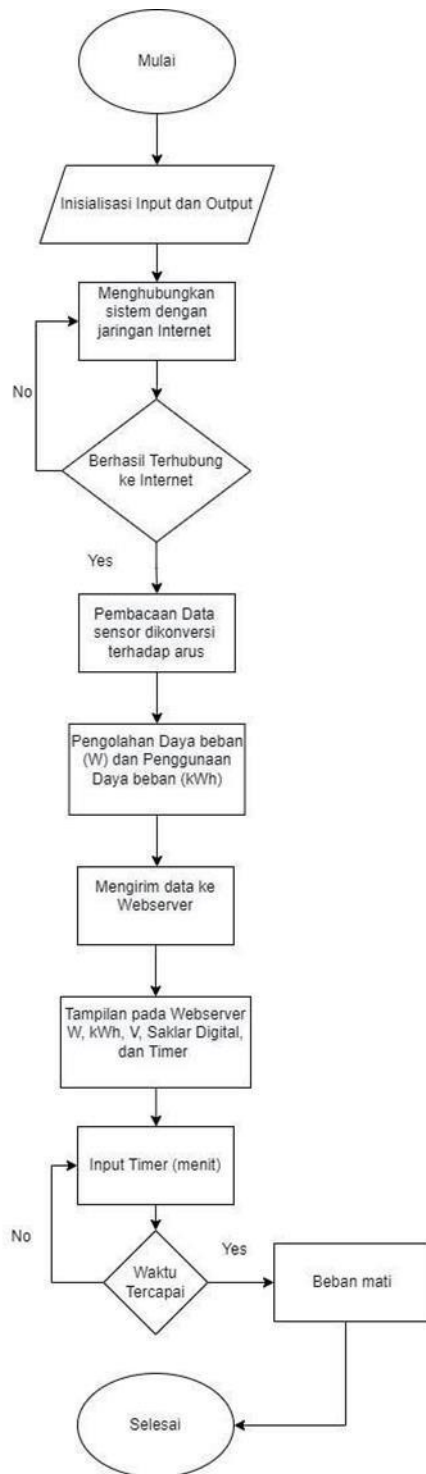 Mulai
Inisialisasi Input dan Output
Menghubungkan
sistem dengan
jaringan Internet
No
Berhasil Terhubung
ke Internet
Yes
Pembacaan Data
sensor dikonversi
terhadap arus
Pengolahan Daya beban
(W) dan Penggunaan
Daya beban (kWh)
Mengirim data ke
Webserver
Tampilan pada Webserver
W, kWh, V, Saklar Digital,
dan Timer
Input Timer (menit)
No
Yes
Waktu
Tercapai
Beban mati
Selesai